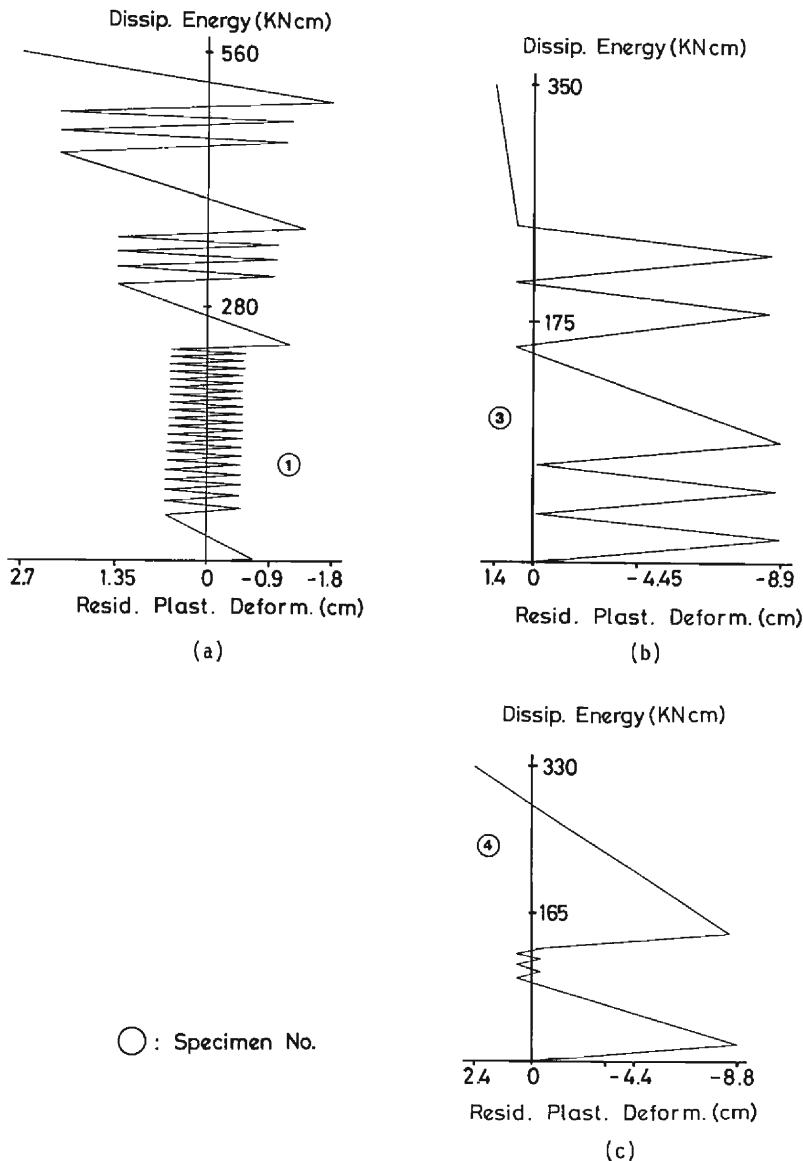 Dissip. Energy (KNcm)
560
280
①
2.7 1.35 0 -0.9 -1.8
Resid. Plast. Deform. (cm)
(a)
Dissip. Energy (KNcm)
350
175
③
1.4 0 -4.45 -8.9
Resid. Plast. Deform. (cm)
(b)
Dissip. Energy (KNcm)
330
④
165
2.4 0 -4.4 -8.8
Resid. Plast. Deform. (cm)
(c)
◯ : Specimen No.